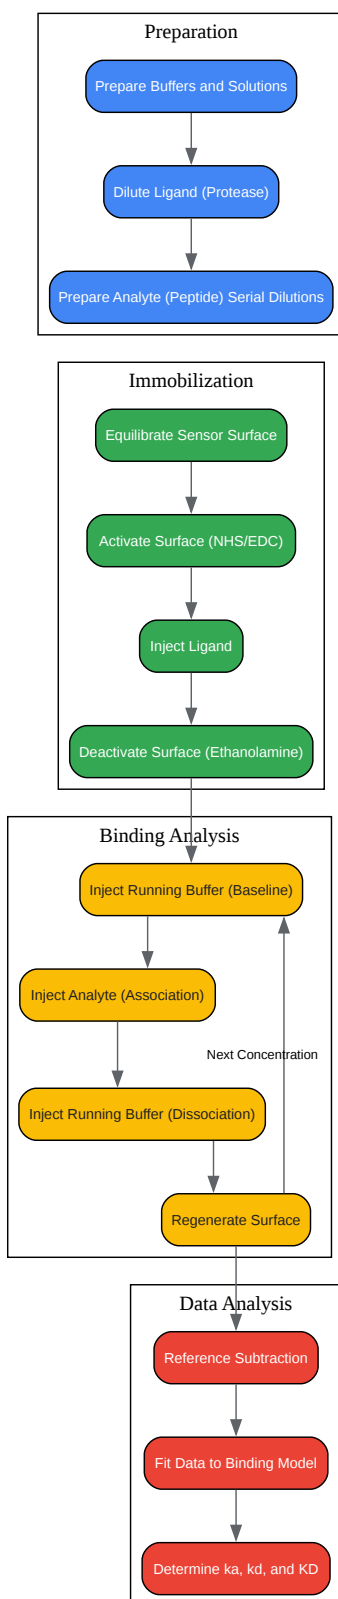 Preparation
Prepare Buffers and Solutions
Dilute Ligand (Protease)
Prepare Analyte (Peptide) Serial Dilutions
Immobilization
Equilibrate Sensor Surface
Activate Surface (NHS/EDC)
Inject Ligand
Deactivate Surface (Ethanolamine)
Binding Analysis
Inject Running Buffer (Baseline)
Inject Analyte (Association)
Next Concentration
Inject Running Buffer (Dissociation)
Regenerate Surface
Data Analysis
Reference Subtraction
Fit Data to Binding Model
Determine ka, kd, and KD